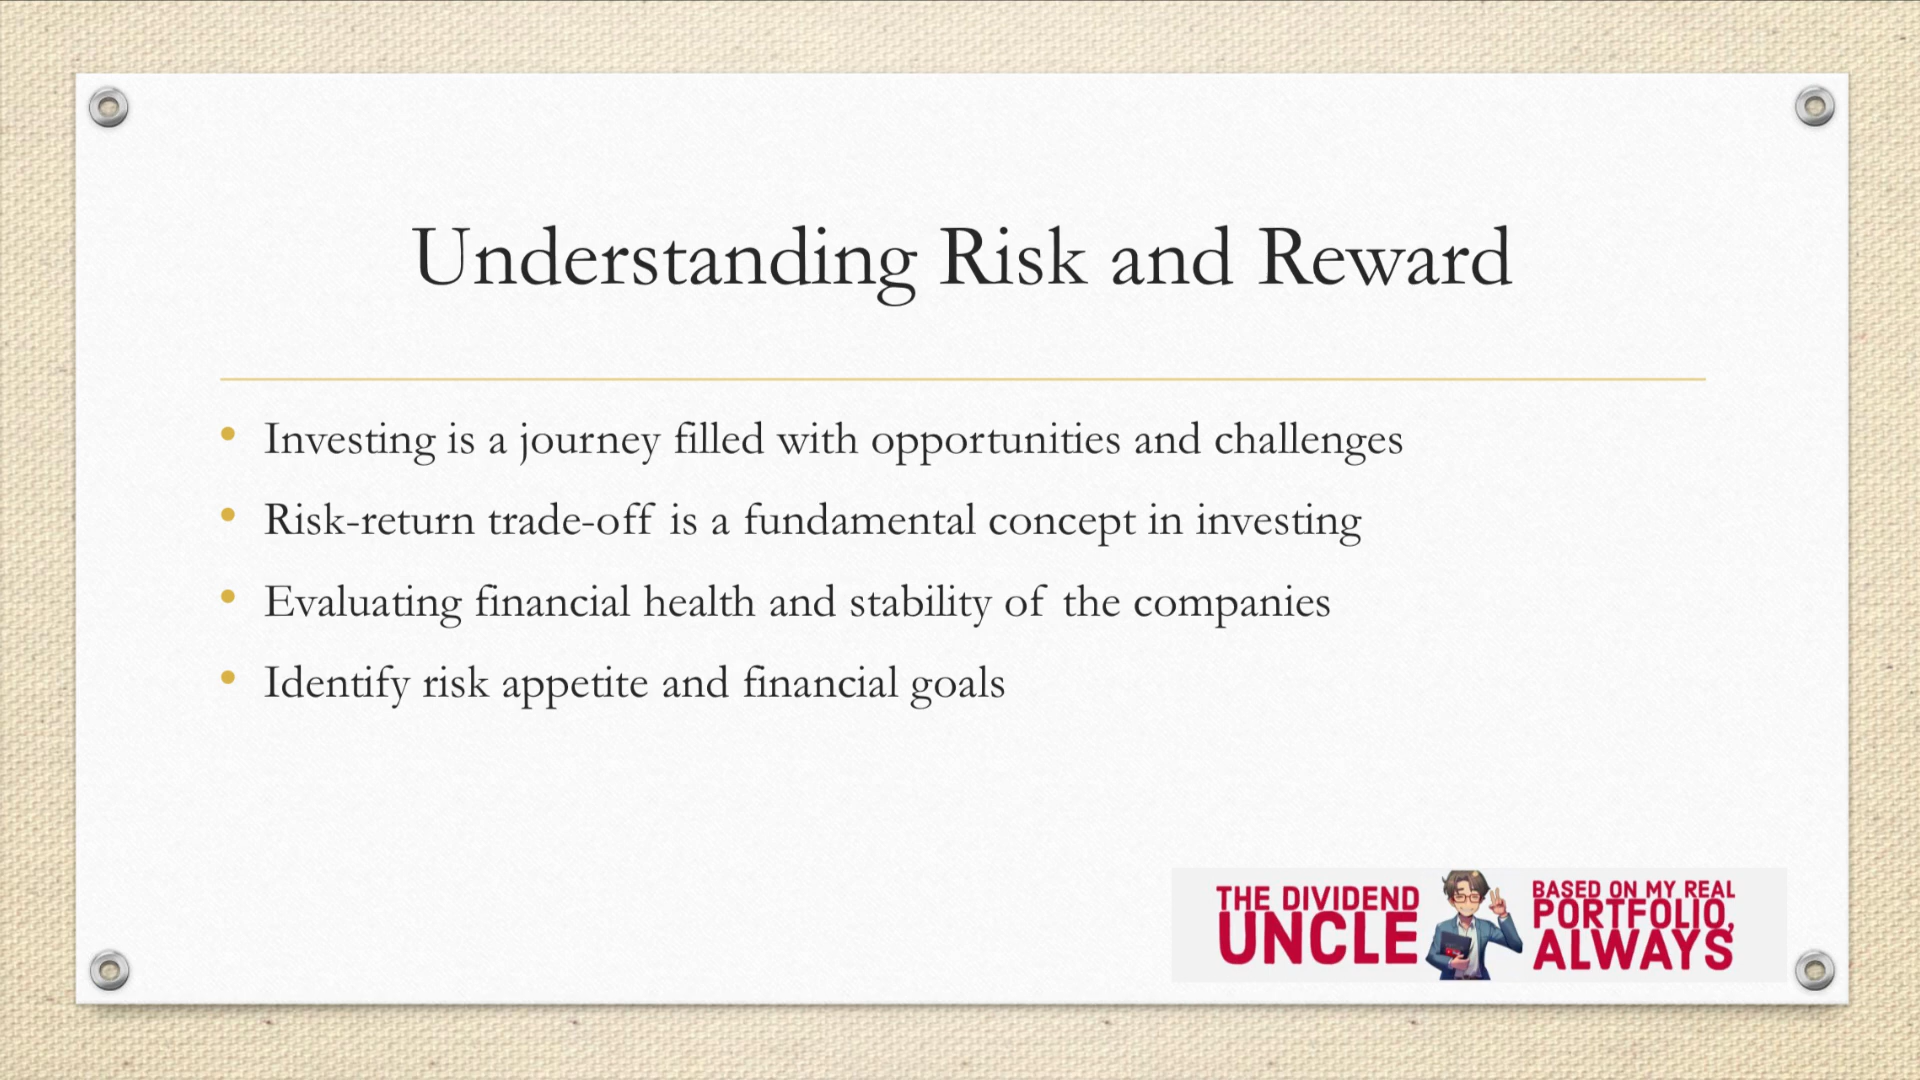 Understanding Risk and Reward
Investing is a journey filled with opportunities and challenges
Risk-return trade-off is a fundamental concept in investing
Evaluating financial health and stability of the companies
Identify risk appetite and financial goals
THE DIVIDEND
UNCLE
BASED ON MY REAL
PORTFOLIO,
ALWAYS